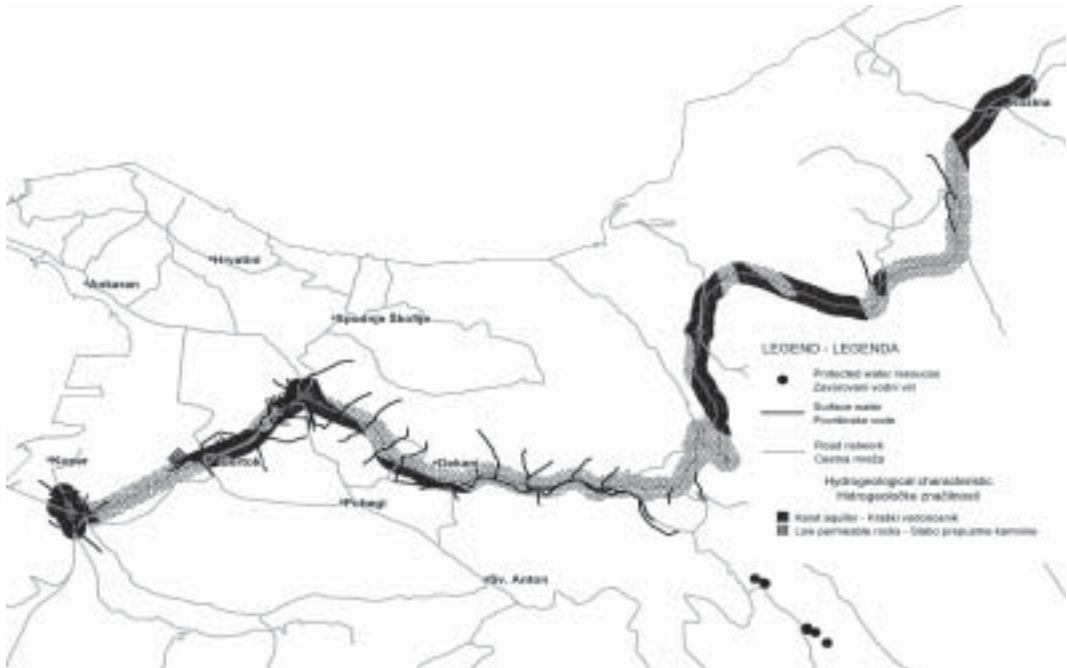 Hrvatini
Ankaran
Spodnje Škofije
Koper
Bertoki
Dekani
Pobegi
Sv. Anton
LEGEND - LEGENDA
Protected water resources
Zavarovani vodni viri
Surface water
Površinske vode
Road network
Cestna mreža
Hydrogeological characteristic
Hidrogeološke značilnosti
Karst aquifer - Kraški vodonosnik
Low permeable rocks - Slabo prepustne kamnine